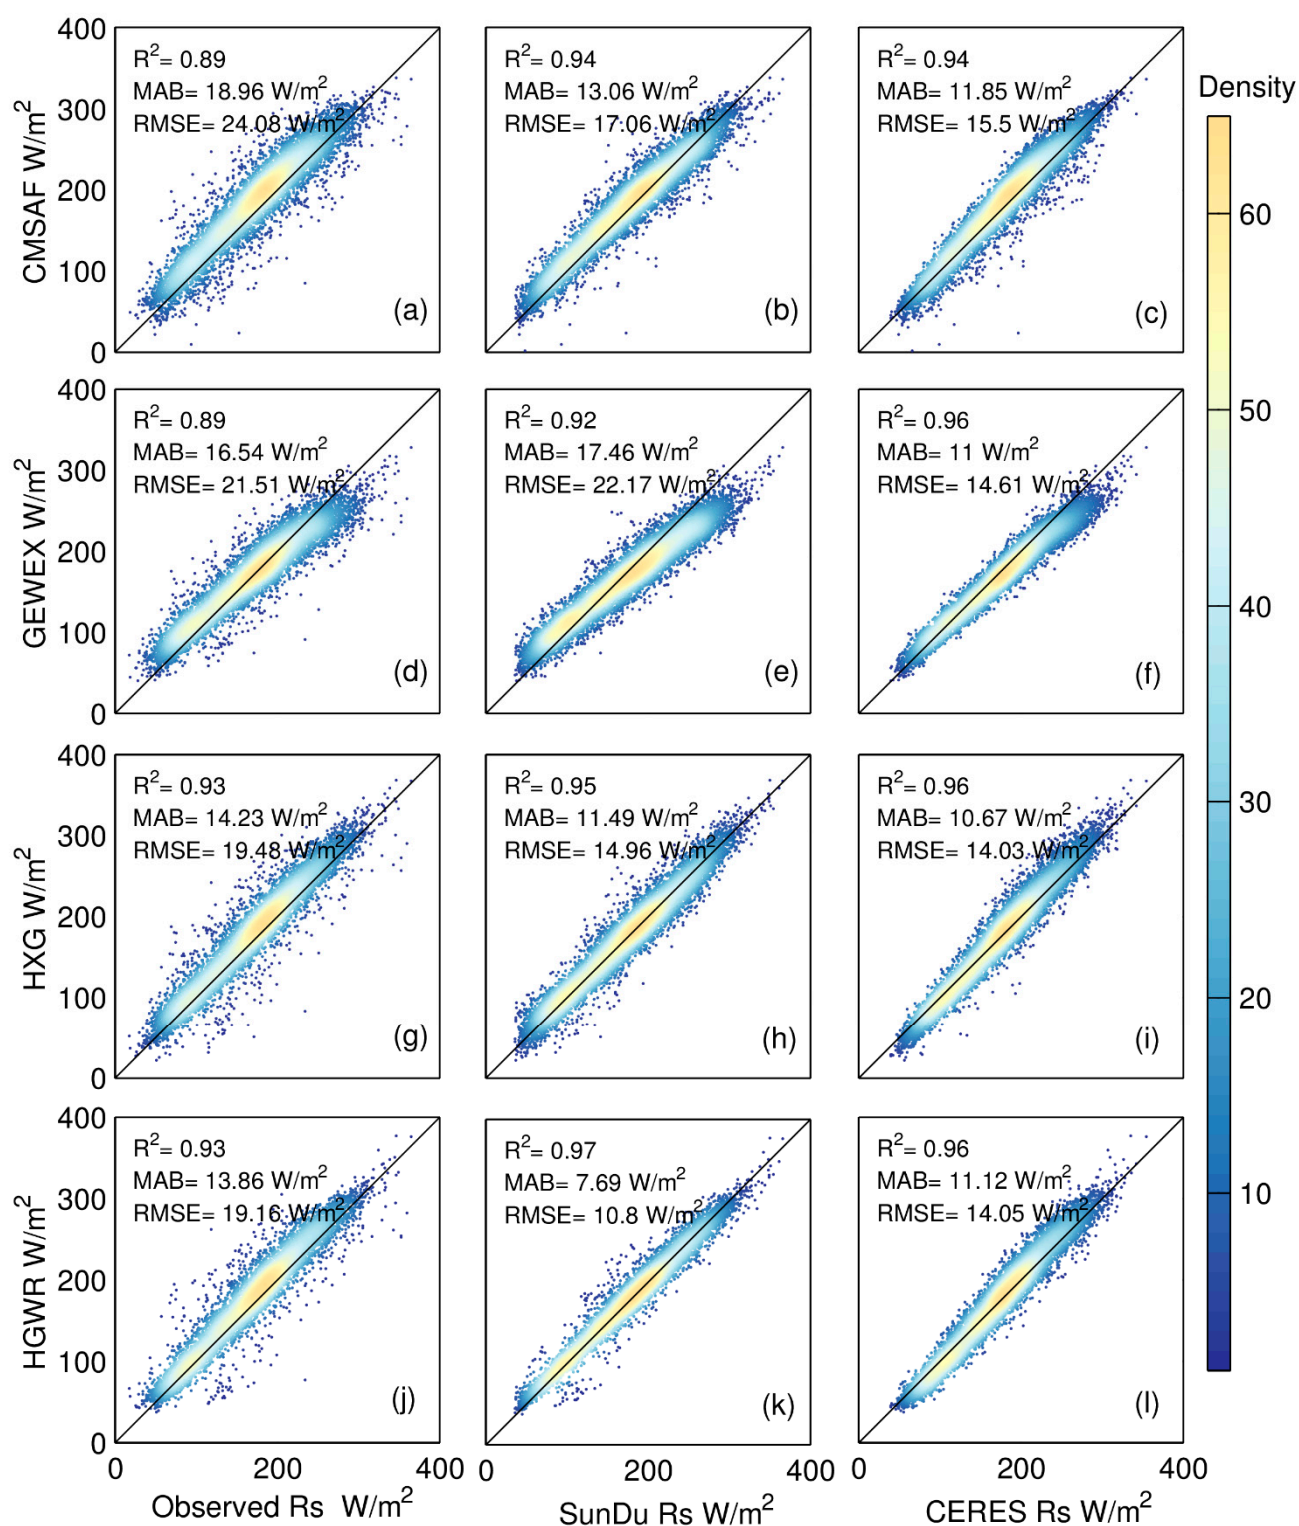 400
300
200
100
0
CMSAF W/m²
R²= 0.89
MAB= 18.96 W/m²
RMSE= 24.08 W/m²
(a)
R²= 0.94
MAB= 13.06 W/m²
RMSE= 17.06 W/m²
(b)
R²= 0.94
MAB= 11.85 W/m²
RMSE= 15.5 W/m²
(c)
400
300
200
100
0
GEWEX W/m²
R²= 0.89
MAB= 16.54 W/m²
RMSE= 21.51 W/m²
(d)
R²= 0.92
MAB= 17.46 W/m²
RMSE= 22.17 W/m²
(e)
R²= 0.96
MAB= 11 W/m²
RMSE= 14.61 W/m²
(f)
400
300
200
100
0
HXG W/m²
R²= 0.93
MAB= 14.23 W/m²
RMSE= 19.48 W/m²
(g)
R²= 0.95
MAB= 11.49 W/m²
RMSE= 14.96 W/m²
(h)
R²= 0.96
MAB= 10.67 W/m²
RMSE= 14.03 W/m²
(i)
400
300
200
100
0
HGWR W/m²
R²= 0.93
MAB= 13.86 W/m²
RMSE= 19.16 W/m²
(j)
R²= 0.97
MAB= 7.69 W/m²
RMSE= 10.8 W/m²
(k)
R²= 0.96
MAB= 11.12 W/m²
RMSE= 14.05 W/m²
(l)
0 200 400
0 200 400
0 200 400
Observed Rs W/m²
SunDu Rs W/m²
CERES Rs W/m²
Density
60
50
40
30
20
10